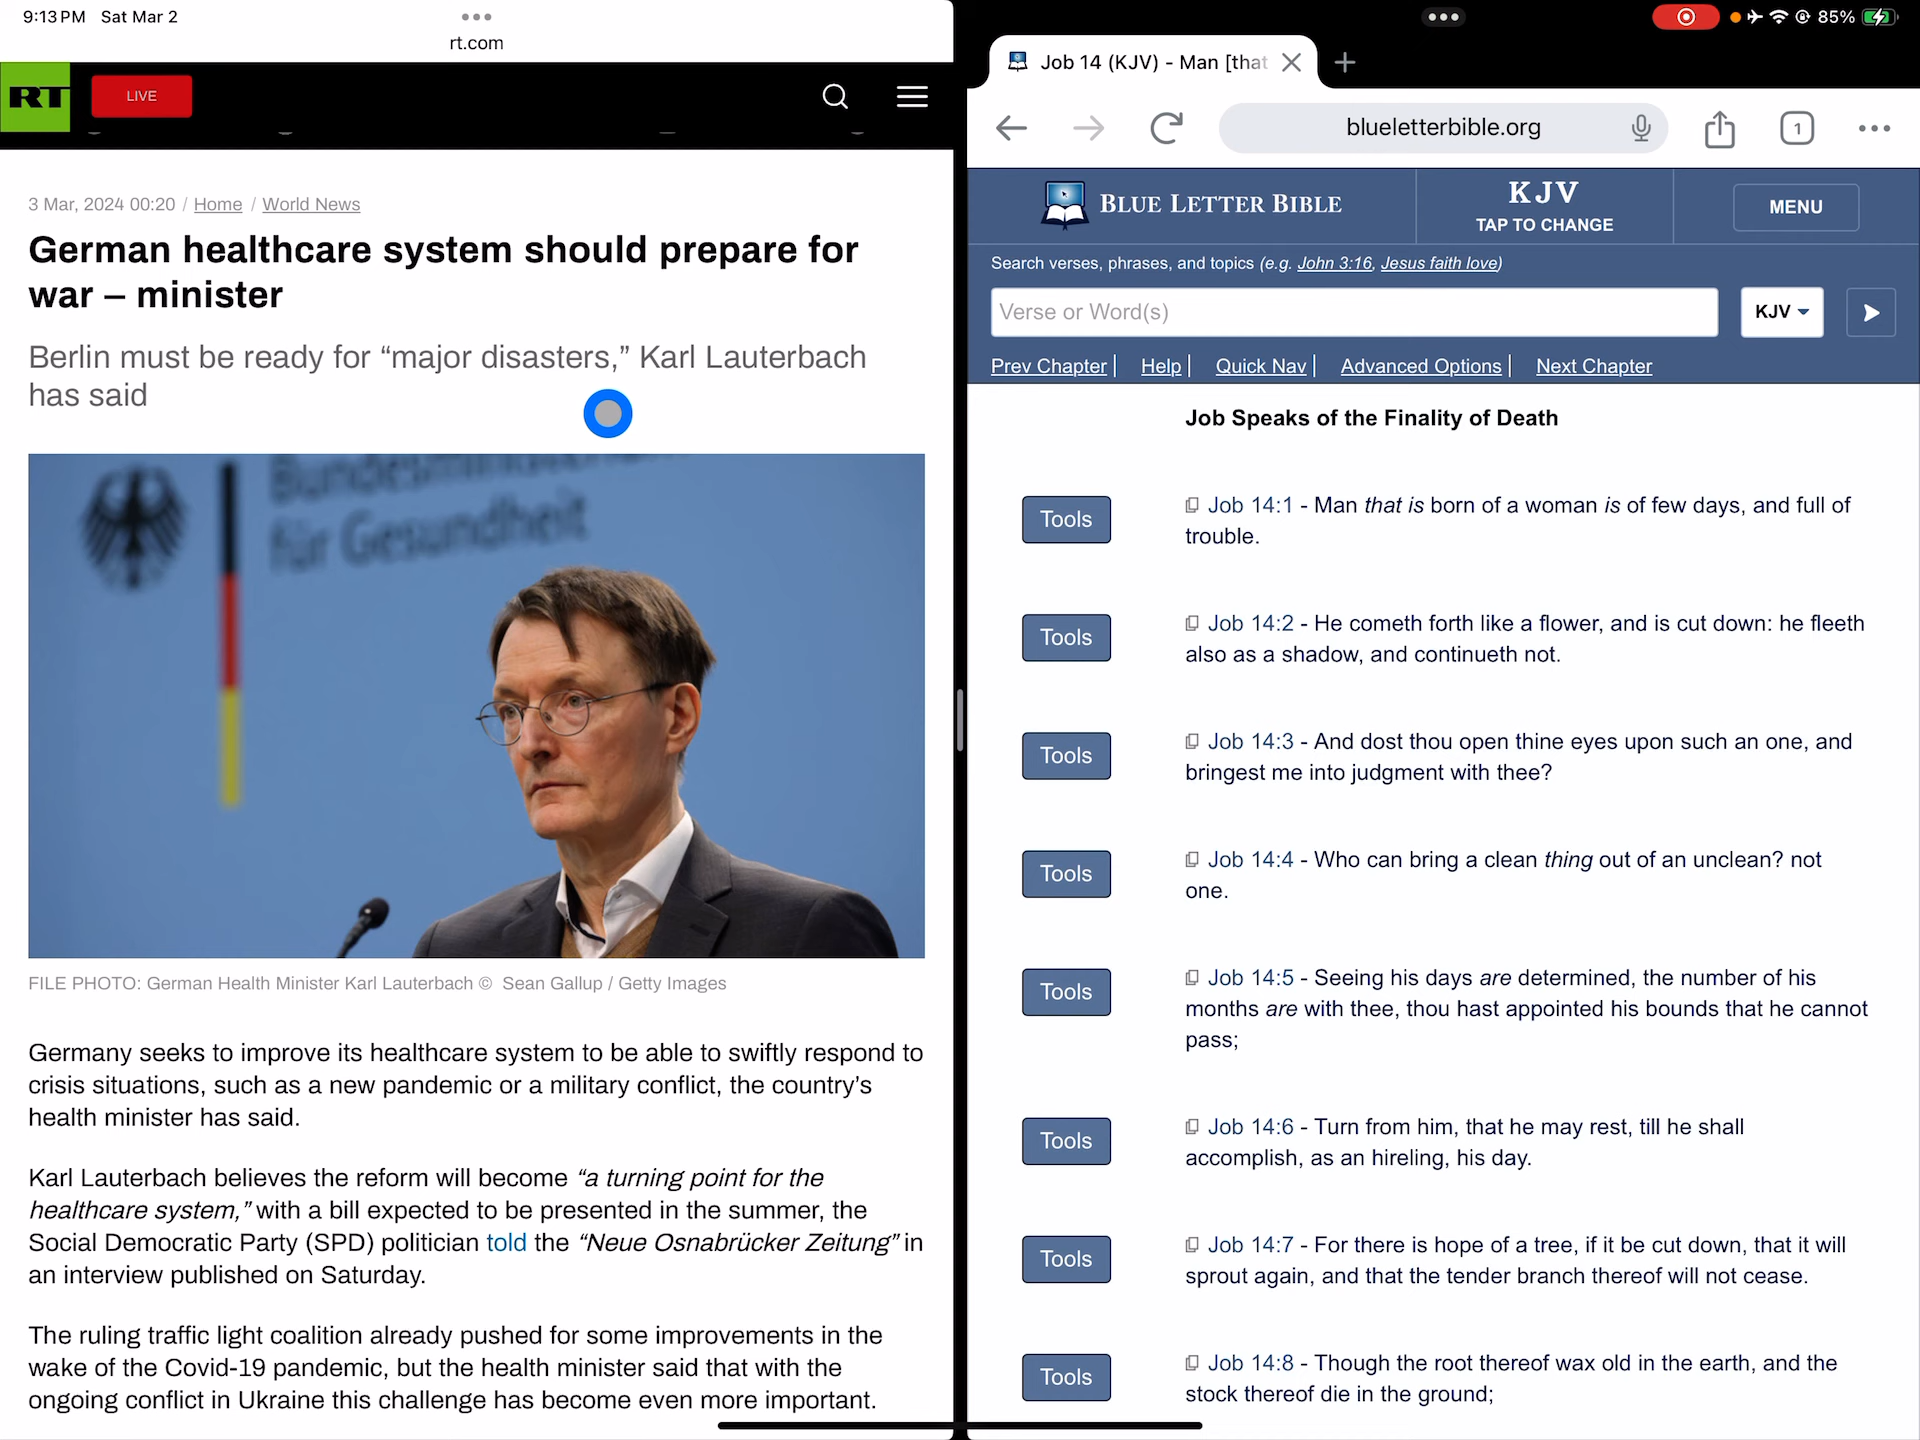 9:13 PM Sat Mar 2
rt.com
RT
LIVE
3 Mar, 2024 00:20 / Home / World News
German healthcare system should prepare for
war – minister
Berlin must be ready for “major disasters,” Karl Lauterbach
has said
Bundesministerium
für Gesundheit
FILE PHOTO: German Health Minister Karl Lauterbach © Sean Gallup / Getty Images
Germany seeks to improve its healthcare system to be able to swiftly respond to
crisis situations, such as a new pandemic or a military conflict, the country’s
health minister has said.
Karl Lauterbach believes the reform will become “a turning point for the
healthcare system,” with a bill expected to be presented in the summer, the
Social Democratic Party (SPD) politician told the “Neue Osnabrücker Zeitung” in
an interview published on Saturday.
The ruling traffic light coalition already pushed for some improvements in the
wake of the Covid-19 pandemic, but the health minister said that with the
ongoing conflict in Ukraine this challenge has become even more important.
85%
Job 14 (KJV) - Man [that
blueletterbible.org
1
BLUE LETTER BIBLE
KJV
TAP TO CHANGE
MENU
Search verses, phrases, and topics (e.g. John 3:16, Jesus faith love)
Verse or Word(s)
KJV
Prev Chapter | Help | Quick Nav | Advanced Options | Next Chapter
Job Speaks of the Finality of Death
Tools
Job 14:1 - Man that is born of a woman is of few days, and full of
trouble.
Tools
Job 14:2 - He cometh forth like a flower, and is cut down: he fleeth
also as a shadow, and continueth not.
Tools
Job 14:3 - And dost thou open thine eyes upon such an one, and
bringest me into judgment with thee?
Tools
Job 14:4 - Who can bring a clean thing out of an unclean? not
one.
Tools
Job 14:5 - Seeing his days are determined, the number of his
months are with thee, thou hast appointed his bounds that he cannot
pass;
Tools
Job 14:6 - Turn from him, that he may rest, till he shall
accomplish, as an hireling, his day.
Tools
Job 14:7 - For there is hope of a tree, if it be cut down, that it will
sprout again, and that the tender branch thereof will not cease.
Tools
Job 14:8 - Though the root thereof wax old in the earth, and the
stock thereof die in the ground;